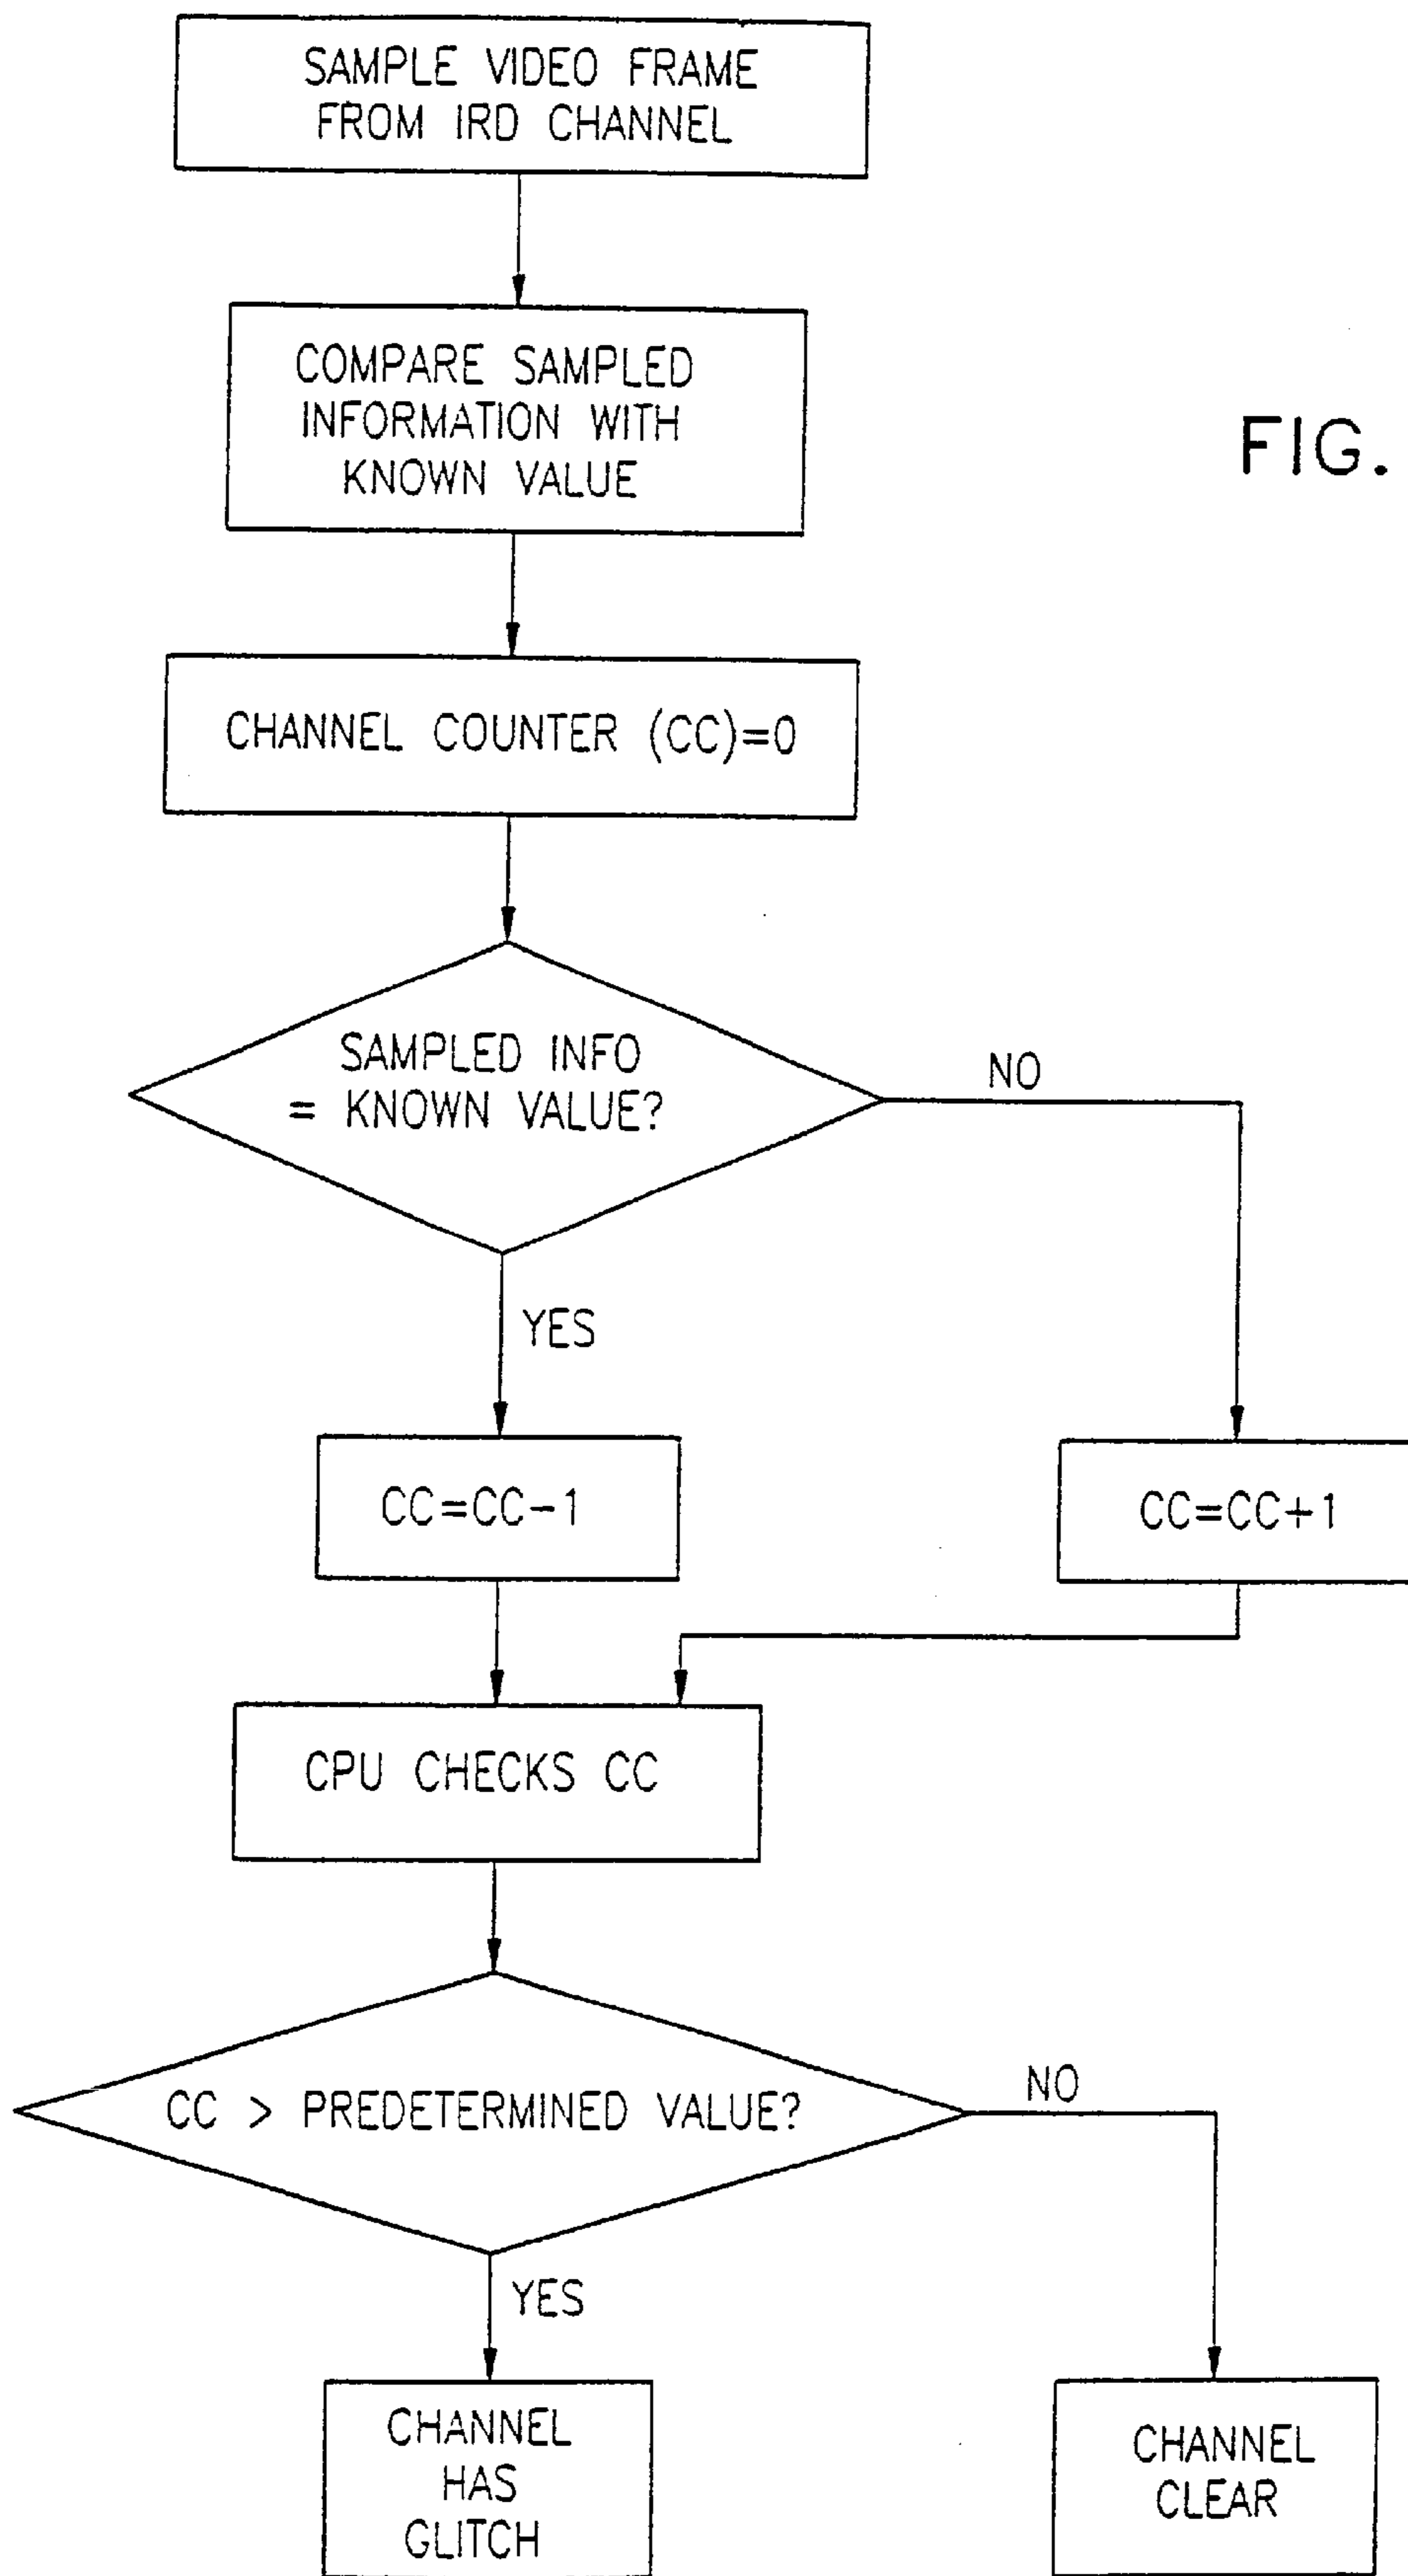 SAMPLE VIDEO FRAME
FROM IRD CHANNEL
COMPARE SAMPLED
INFORMATION WITH
KNOWN VALUE
FIG.
CHANNEL COUNTER (CC)=0
SAMPLED INFO
= KNOWN VALUE?
NO
YES
CC=CC-1
CC=CC+1
CPU CHECKS CC
CC > PREDETERMINED VALUE?
NO
YES
CHANNEL
HAS
GLITCH
CHANNEL
CLEAR